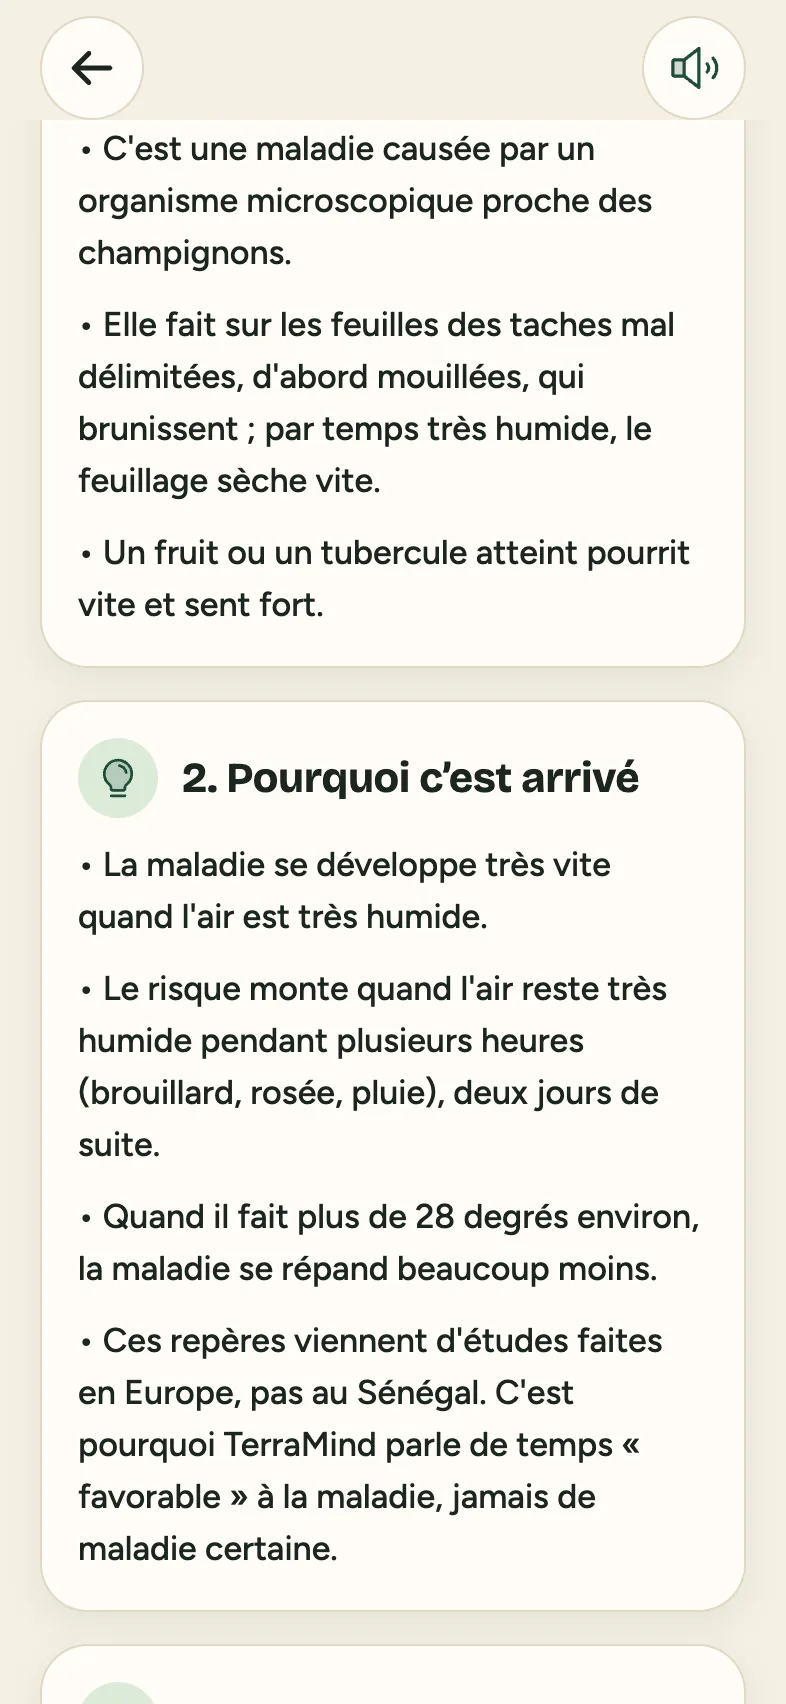 • C'est une maladie causée par un
organisme microscopique proche des
champignons.
• Elle fait sur les feuilles des taches mal
délimitées, d'abord mouillées, qui
brunissent ; par temps très humide, le
feuillage sèche vite.
• Un fruit ou un tubercule atteint pourrit
vite et sent fort.
2. Pourquoi c’est arrivé
• La maladie se développe très vite
quand l'air est très humide.
• Le risque monte quand l'air reste très
humide pendant plusieurs heures
(brouillard, rosée, pluie), deux jours de
suite.
• Quand il fait plus de 28 degrés environ,
la maladie se répand beaucoup moins.
• Ces repères viennent d'études faites
en Europe, pas au Sénégal. C'est
pourquoi TerraMind parle de temps «
favorable » à la maladie, jamais de
maladie certaine.